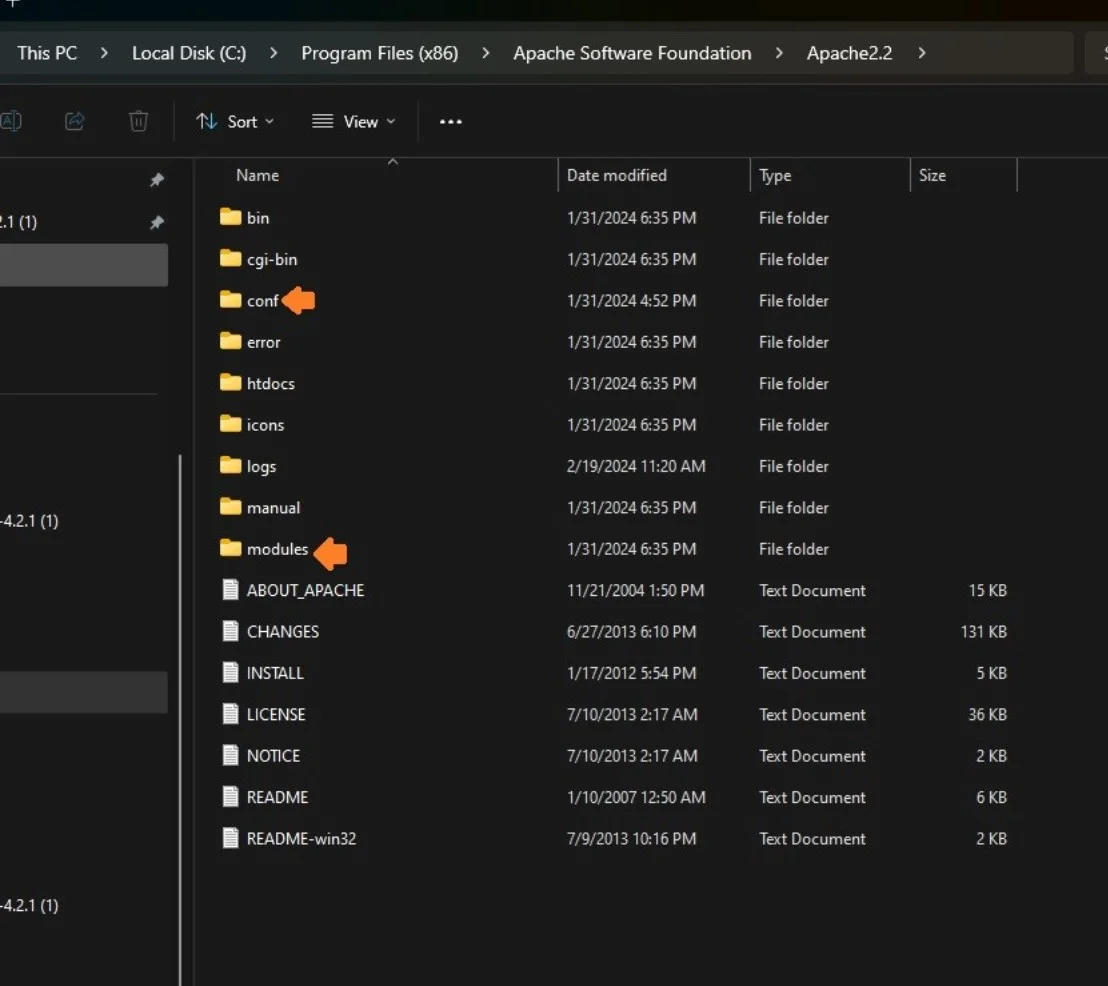 This PC > Local Disk (C:) > Program Files (x86) > Apache Software Foundation > Apache2.2 >
Sort View ...
Name Date modified Type Size
2.1 (1)
bin 1/31/2024 6:35 PM File folder
cgi-bin 1/31/2024 6:35 PM File folder
conf 1/31/2024 4:52 PM File folder
error 1/31/2024 6:35 PM File folder
htdocs 1/31/2024 6:35 PM File folder
icons 1/31/2024 6:35 PM File folder
logs 2/19/2024 11:20 AM File folder
manual 1/31/2024 6:35 PM File folder
-4.2.1 (1)
modules 1/31/2024 6:35 PM File folder
ABOUT_APACHE 11/21/2004 1:50 PM Text Document 15 KB
CHANGES 6/27/2013 6:10 PM Text Document 131 KB
INSTALL 1/17/2012 5:54 PM Text Document 5 KB
LICENSE 7/10/2013 2:17 AM Text Document 36 KB
NOTICE 7/10/2013 2:17 AM Text Document 2 KB
README 1/10/2007 12:50 AM Text Document 6 KB
README-win32 7/9/2013 10:16 PM Text Document 2 KB
-4.2.1 (1)